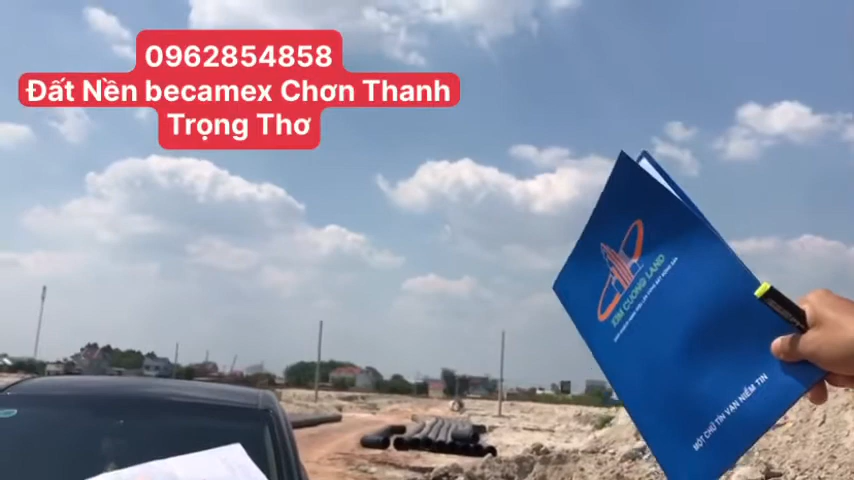 0962854858
Đất Nền becamex Chơn Thanh
Trọng Thơ
KIM CUONG LAND
MỘT CHỮ TÍN VẠN NIỀM TIN